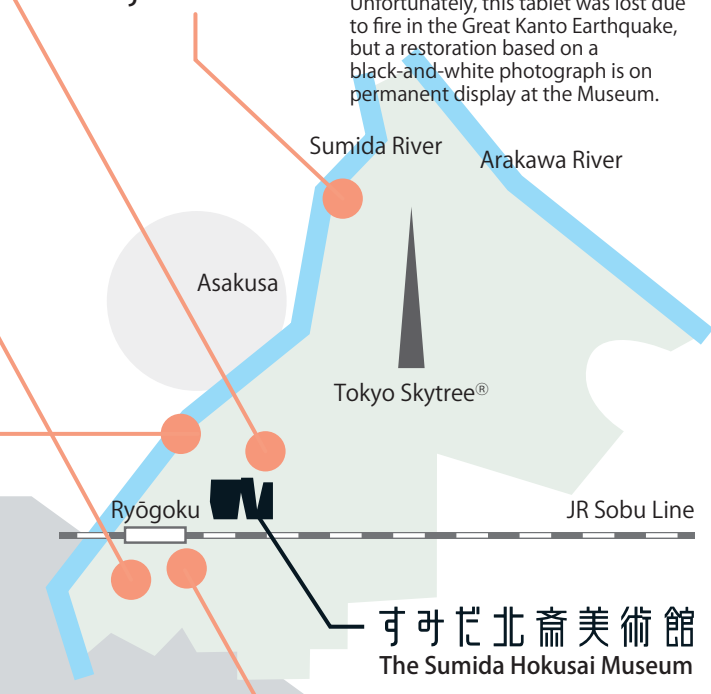 Unfortunately, this tablet was lost due
to fire in the Great Kanto Earthquake,
but a restoration based on a
black-and-white photograph is on
permanent display at the Museum.
Sumida River
Arakawa River
Asakusa
Tokyo Skytree®
Ryōgoku
JR Sobu Line
すみだ北斎美術館
The Sumida Hokusai Museum